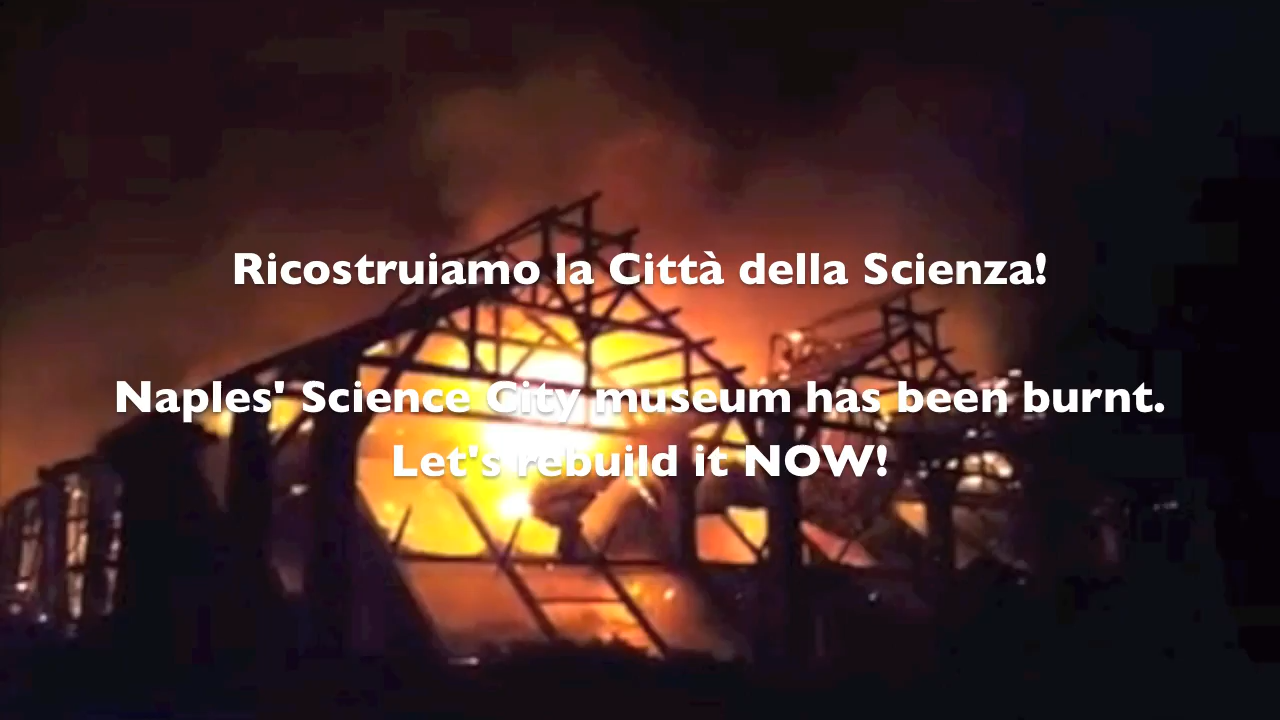 Ricostruiamo la Città della Scienza!
Naples' Science City museum has been burnt.
Let's rebuild it NOW!